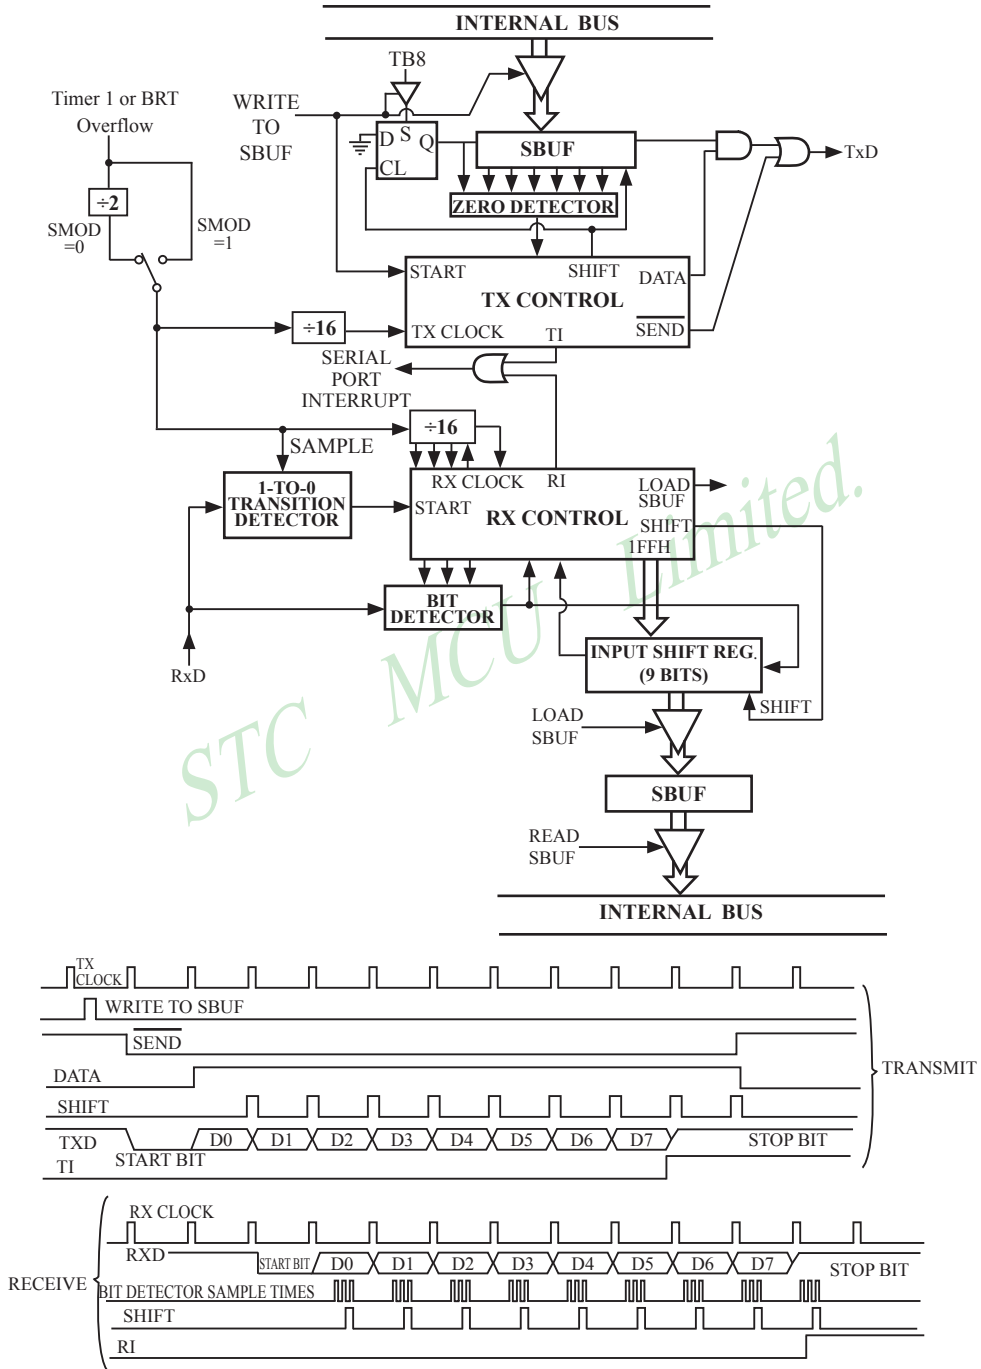 INTERNAL BUS
TB8
Timer 1 or BRT
Overflow
WRITE
TO
SBUF
D S Q
CL
SBUF
TxD
÷2
ZERO DETECTOR
SMOD
=0
SMOD
=1
START
SHIFT
DATA
TX CONTROL
÷16
TX CLOCK
TI
SEND
SERIAL
PORT
INTERRUPT
÷16
SAMPLE
1-TO-0
TRANSITION
DETECTOR
RX CLOCK
RI
LOAD
SBUF
START
RX CONTROL
SHIFT
1FFH
BIT
DETECTOR
RxD
INPUT SHIFT REG.
(9 BITS)
SHIFT
LOAD
SBUF
SBUF
READ
SBUF
INTERNAL BUS
STC MCU Limited.
TX
CLOCK
WRITE TO SBUF
SEND
DATA
TRANSMIT
SHIFT
TXD
START BIT
D0 D1 D2 D3 D4 D5 D6 D7
STOP BIT
TI
RX CLOCK
RXD
START BIT
D0 D1 D2 D3 D4 D5 D6 D7
STOP BIT
RECEIVE
BIT DETECTOR SAMPLE TIMES
SHIFT
RI